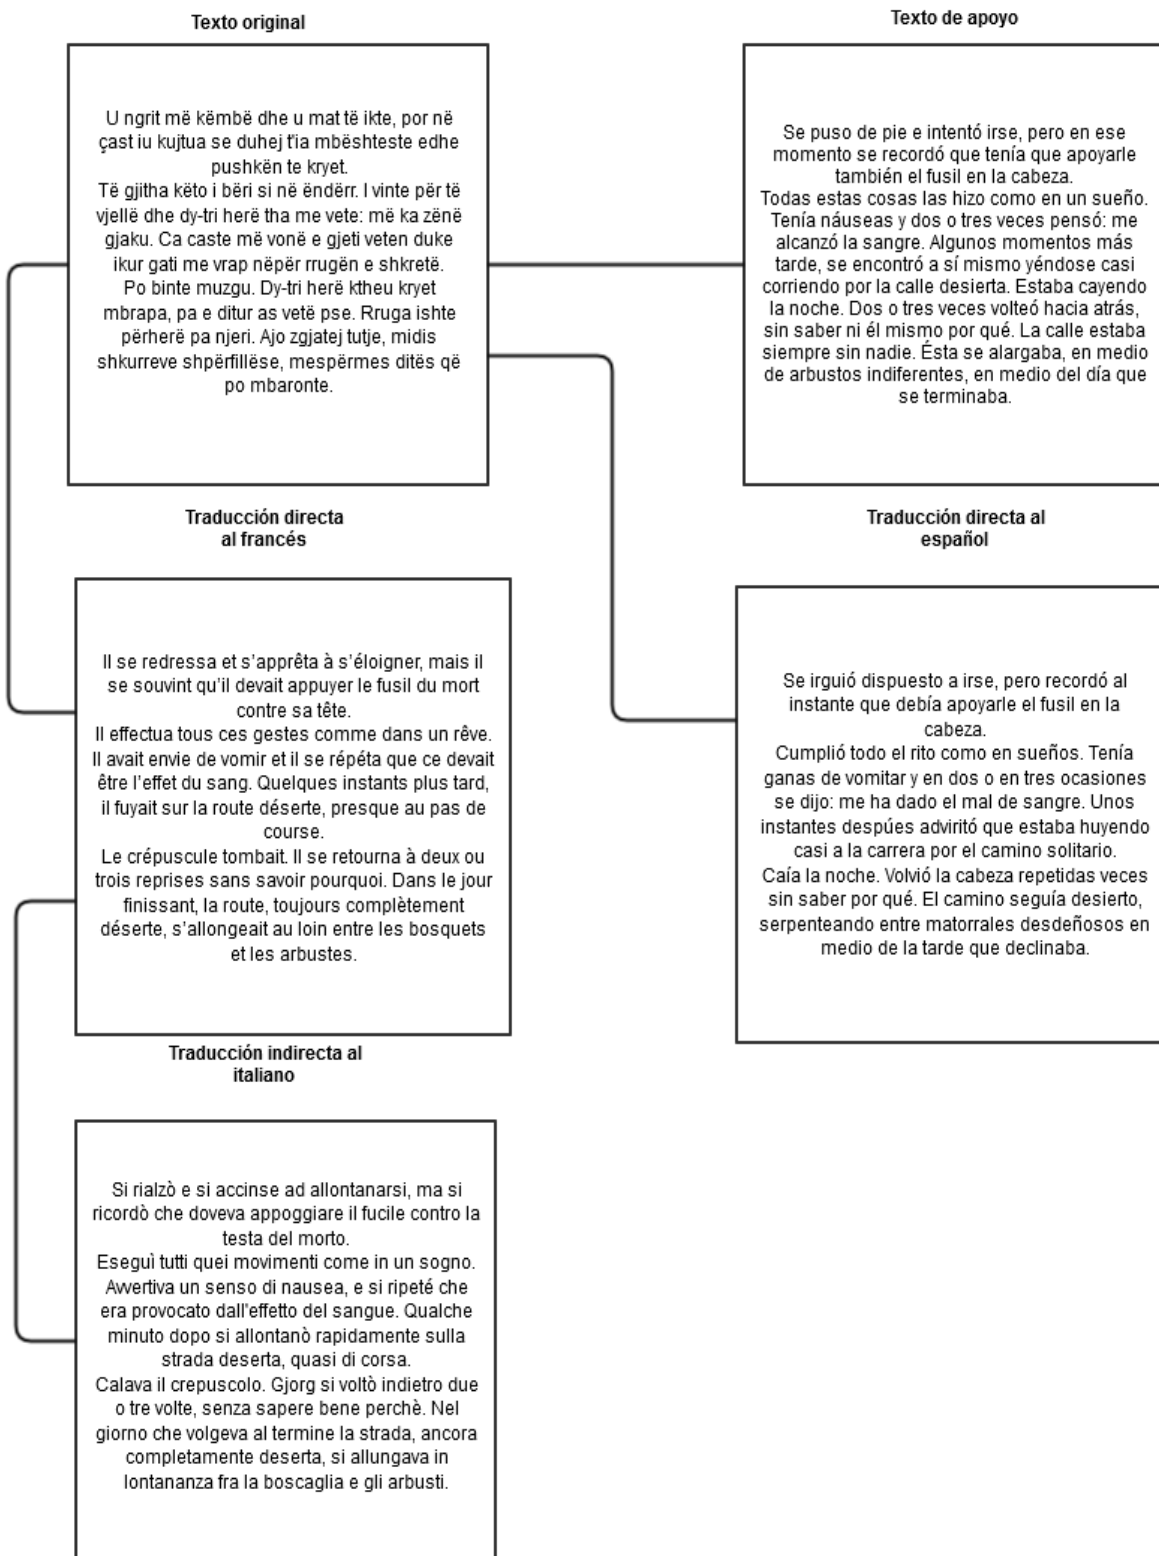 Texto original
U ngrit më këmbë dhe u mat të ikte, por në
çast iu kujtua se duhej t'ia mbështeste edhe
pushkën te kryet.
Të gjitha këto i bëri si në ëndërr. I vinte për të
vjellë dhe dy-tri herë tha me vete: më ka zënë
gjaku. Ca caste më vonë e gjeti veten duke
ikur gati me vrap nëpër rrugën e shkretë.
Po binte muzgu. Dy-tri herë ktheu kryet
mbrapa, pa e ditur as vetë pse. Rruga ishte
përherë pa njeri. Ajo zgjatej tutje, midis
shkurreve shpërfillëse, mespërmes ditës që
po mbaronte.
Texto de apoyo
Se puso de pie e intentó irse, pero en ese
momento se recordó que tenía que apoyarle
también el fusil en la cabeza.
Todas estas cosas las hizo como en un sueño.
Tenía náuseas y dos o tres veces pensó: me
alcanzó la sangre. Algunos momentos más
tarde, se encontró a sí mismo yéndose casi
corriendo por la calle desierta. Estaba cayendo
la noche. Dos o tres veces volteó hacia atrás,
sin saber ni él mismo por qué. La calle estaba
siempre sin nadie. Ésta se alargaba, en medio
de arbustos indiferentes, en medio del día que
se terminaba.
Traducción directa
al francés
Il se redressa et s'apprêta à s'éloigner, mais il
se souvint qu'il devait appuyer le fusil du mort
contre sa tête.
Il effectua tous ces gestes comme dans un rêve.
Il avait envie de vomir et il se répéta que ce devait
être l'effet du sang. Quelques instants plus tard,
il fuyait sur la route déserte, presque au pas de
course.
Le crépuscule tombait. Il se retourna à deux ou
trois reprises sans savoir pourquoi. Dans le jour
finissant, la route, toujours complètement
déserte, s'allongeait au loin entre les bosquets
et les arbustes.
Traducción directa al
español
Se irguió dispuesto a irse, pero recordó al
instante que debía apoyarle el fusil en la
cabeza.
Cumplió todo el rito como en sueños. Tenía
ganas de vomitar y en dos o en tres ocasiones
se dijo: me ha dado el mal de sangre. Unos
instantes despúes adviritó que estaba huyendo
casi a la carrera por el camino solitario.
Caía la noche. Volvió la cabeza repetidas veces
sin saber por qué. El camino seguía desierto,
serpenteando entre matorrales desdeñosos en
medio de la tarde que declinaba.
Traducción indirecta al
italiano
Si rialzò e si accinse ad allontanarsi, ma si
ricordò che doveva appoggiare il fucile contro la
testa del morto.
Eseguì tutti quei movimenti come in un sogno.
Avvertiva un senso di nausea, e si ripeté che
era provocato dall'effetto del sangue. Qualche
minuto dopo si allontanò rapidamente sulla
strada deserta, quasi di corsa.
Calava il crepuscolo. Gjorg si voltò indietro due
o tre volte, senza sapere bene perchè. Nel
giorno che volgeva al termine la strada, ancora
completamente deserta, si allungava in
lontananza fra la boscaglia e gli arbusti.